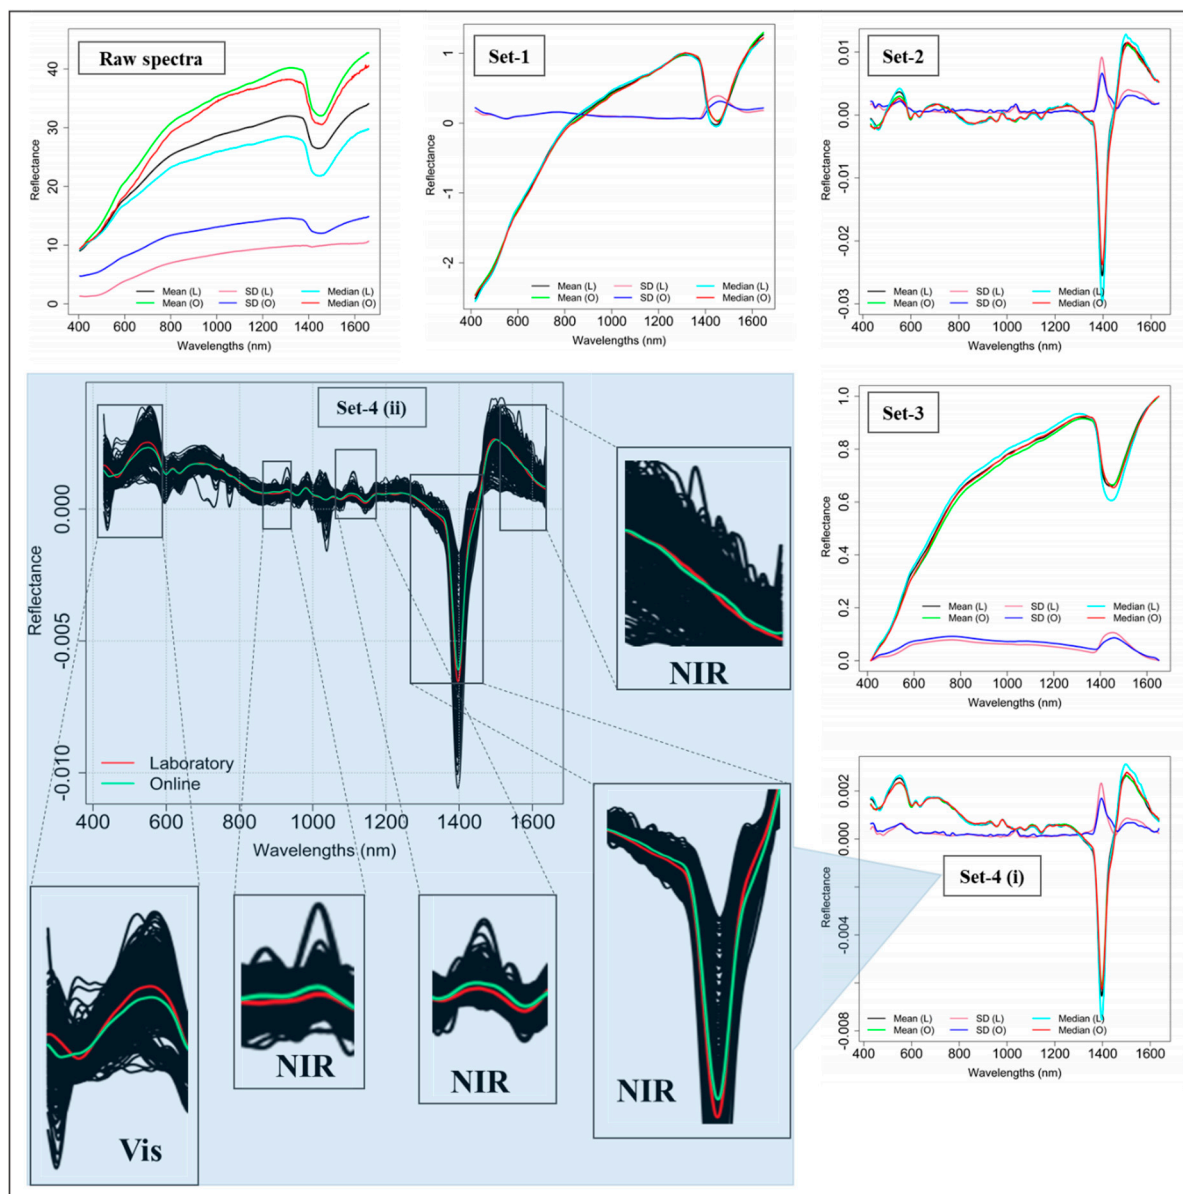 Raw spectra
Reflectance
0
10
20
30
40
Mean (L) SD (L) Median (L)
Mean (O) SD (O) Median (O)
400 600 800 1000 1200 1400 1600
Wavelengths (nm)
Set-1
Reflectance
1
0
-1
-2
Mean (L) SD (L) Median (L)
Mean (O) SD (O) Median (O)
400 600 800 1000 1200 1400 1600
Wavelengths (nm)
Set-2
Reflectance
0.01
0.00
-0.01
-0.02
-0.03
Mean (L) SD (L) Median (L)
Mean (O) SD (O) Median (O)
400 600 800 1000 1200 1400 1600
Wavelengths (nm)
Set-4 (ii)
Reflectance
0.000
-0.005
-0.010
Laboratory
Online
400 600 800 1000 1200 1400 1600
Wavelengths (nm)
NIR
Vis
NIR
NIR
NIR
Set-3
Reflectance
1.0
0.8
0.6
0.4
0.2
0.0
Mean (L) SD (L) Median (L)
Mean (O) SD (O) Median (O)
400 600 800 1000 1200 1400 1600
Wavelengths (nm)
Set-4 (i)
Reflectance
0.002
0.000
-0.004
-0.008
Mean (L) SD (L) Median (L)
Mean (O) SD (O) Median (O)
400 600 800 1000 1200 1400 1600
Wavelengths (nm)